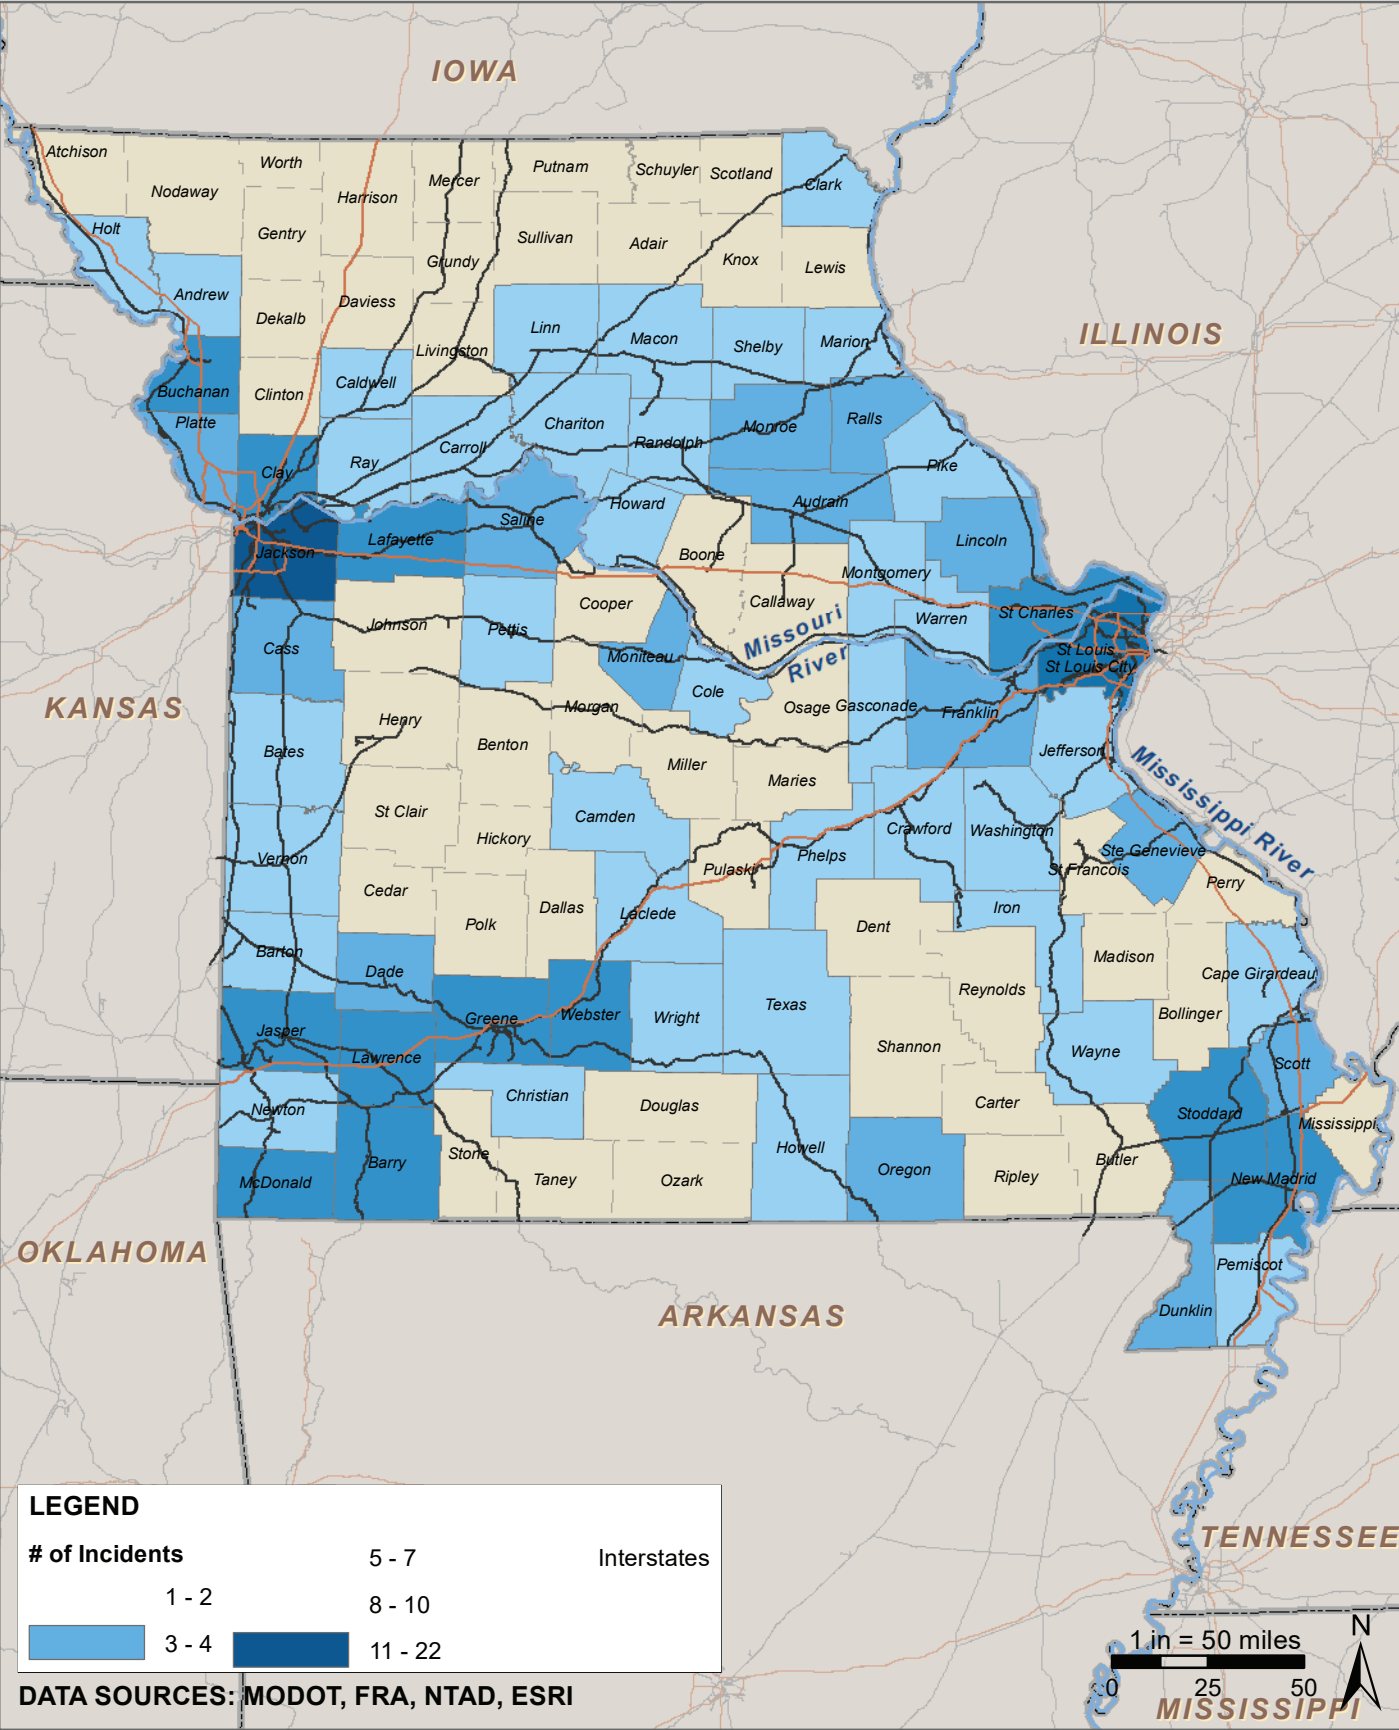 IOWA
Atchison
Nodaway
Worth
Harrison
Mercer
Putnam
Schuyler
Scotland
Clark
Holt
Gentry
Sullivan
Adair
Knox
Lewis
Grundy
Andrew
Dekalb
Daviess
Linn
Macon
Shelby
Marion
ILLINOIS
Livingston
Buchanan
Clinton
Caldwell
Platte
Chariton
Monroe
Ralls
Clay
Ray
Carroll
Randolph
Pike
Saline
Howard
Audrain
Jackson
Lafayette
Boone
Lincoln
Montgomery
Cooper
Callaway
St Charles
Johnson
Pettis
Missouri
River
Warren
Cass
Moniteau
St Louis
St Louis City
KANSAS
Cole
Henry
Morgan
Osage
Gasconade
Franklin
Bates
Benton
Miller
Maries
Jefferson
Mississippi River
St Clair
Camden
Hickory
Crawford
Washington
Vernon
Pulaski
Phelps
Ste Genevieve
St Francois
Cedar
Dallas
Laclede
Iron
Perry
Polk
Dent
Barton
Dade
Madison
Cape Girardeau
Jasper
Greene
Webster
Wright
Texas
Reynolds
Bollinger
Lawrence
Shannon
Wayne
Scott
Newton
Christian
Douglas
Carter
Stoddard
Mississippi
McDonald
Barry
Stone
Taney
Ozark
Howell
Oregon
Ripley
Butler
New Madrid
OKLAHOMA
Pemiscot
ARKANSAS
Dunklin
LEGEND
# of Incidents
1 - 2
3 - 4
5 - 7
8 - 10
11 - 22
Interstates
TENNESSEE
N
1 in = 50 miles
0 25 50
DATA SOURCES: MODOT, FRA, NTAD, ESRI
MISSISSIPPI